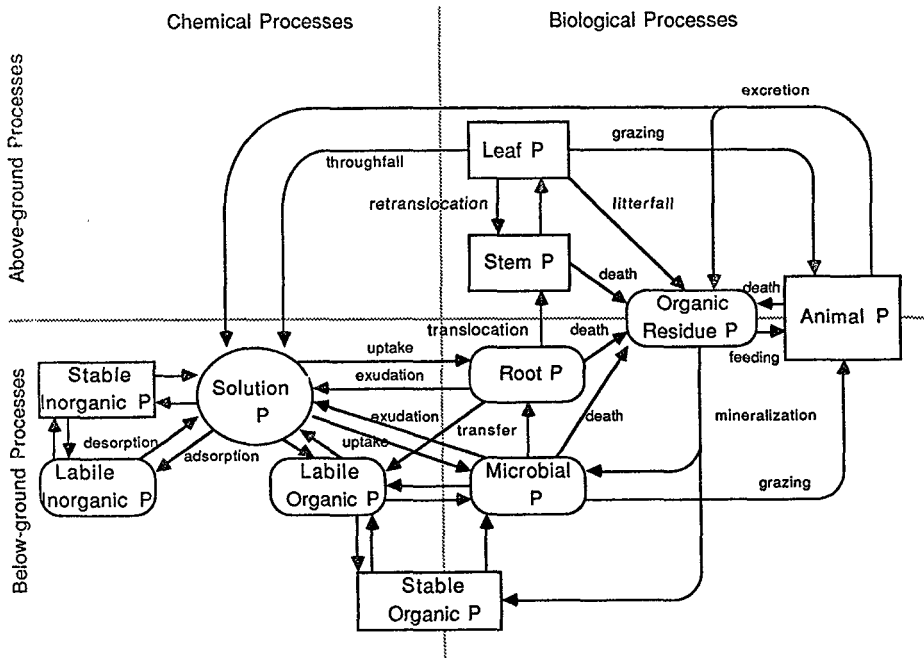 Chemical Processes
Biological Processes
Above-ground Processes
excretion
Leaf P
grazing
throughfall
retranslocation
litterfall
Stem P
death
Organic
Residue P
death
Animal P
translocation
death
feeding
Below-ground Processes
Stable
Inorganic P
Solution
P
uptake
exudation
Root P
mineralization
desorption
adsorption
exudation
uptake
transfer
death
Labile
Inorganic P
Labile
Organic P
Microbial
P
grazing
Stable
Organic P